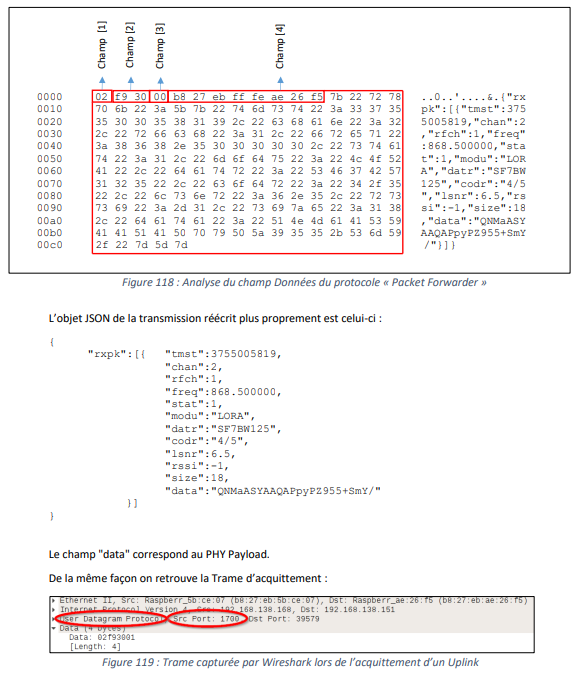 Champ [1]
Champ [2]
Champ [3]
Champ [4]
0000 02 f9 30 00 b8 27 eb ff fe ae 26 f5 7b 22 72 78 ..0..'....&.{"rx
0010 70 6b 22 3a 5b 7b 22 74 6d 73 74 22 3a 33 37 35 pk":[{"tmst":375
0020 35 30 30 35 38 31 39 2c 22 63 68 61 6e 22 3a 32 5005819,"chan":2
0030 2c 22 72 66 63 68 22 3a 31 2c 22 66 72 65 71 22 ,"rfch":1,"freq"
0040 3a 38 36 38 2e 35 30 30 30 30 30 2c 22 73 74 61 :868.500000,"sta
0050 74 22 3a 31 2c 22 6d 6f 64 75 22 3a 22 4c 4f 52 t":1,"modu":"LOR
0060 41 22 2c 22 64 61 74 72 22 3a 22 53 46 37 42 57 A","datr":"SF7BW
0070 31 32 35 22 2c 22 63 6f 64 72 22 3a 22 34 2f 35 125","codr":"4/5
0080 22 2c 22 6c 73 6e 72 22 3a 36 2e 35 2c 22 72 73 ","lsnr":6.5,"rs
0090 73 69 22 3a 2d 31 2c 22 73 69 7a 65 22 3a 31 38 si":-1,"size":18
00a0 2c 22 64 61 74 61 22 3a 22 51 4e 4d 61 41 53 59 ,"data":"QNMaASY
00b0 41 41 51 41 50 70 79 50 5a 39 35 35 2b 53 6d 59 AAQAPpyPZ955+SmY
00c0 2f 22 7d 5d 7d /"}]}
Figure 118 : Analyse du champ Données du protocole « Packet Forwarder »
L'objet JSON de la transmission réécrit plus proprement est celui-ci :
{
"rxpk":[{ "tmst":3755005819,
"chan":2,
"rfch":1,
"freq":868.500000,
"stat":1,
"modu":"LORA",
"datr":"SF7BW125",
"codr":"4/5",
"lsnr":6.5,
"rssi":-1,
"size":18,
"data":"QNMaASYAAQAPpyPZ955+SmY/"
}]
}
Le champ "data" correspond au PHY Payload.
De la même façon on retrouve la Trame d'acquittement :
Ethernet II, Src: Raspberr_5b:ce:07 (b8:27:eb:5b:ce:07), Dst: Raspberr_ae:26:f5 (b8:27:eb:ae:26:f5)
Internet Protocol Version 4, Src: 192.168.138.168, Dst: 192.168.138.151
User Datagram Protocol, Src Port: 1700, Dst Port: 39579
Data (4 bytes)
Data: 02f93001
[Length: 4]
Figure 119 : Trame capturée par Wireshark lors de l'acquittement d'un Uplink